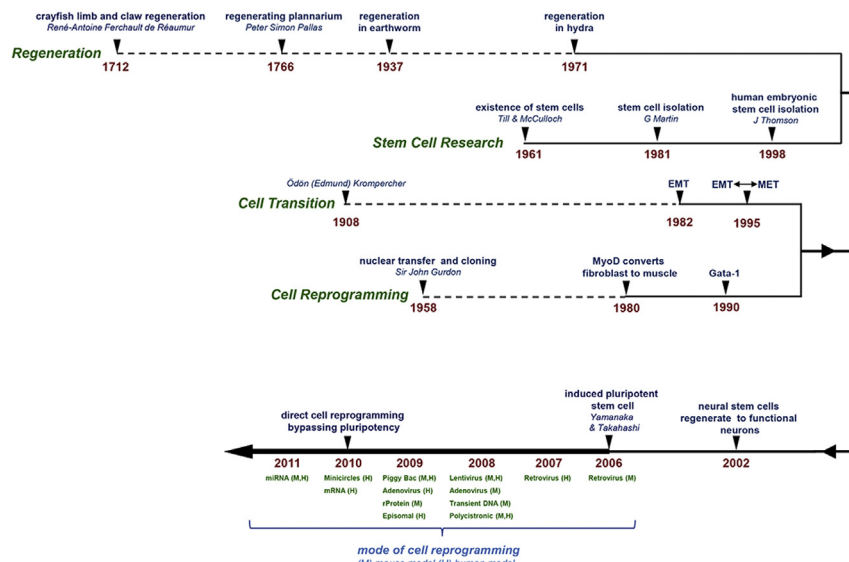 crayfish limb and claw regeneration
René-Antoine Ferchault de Réaumur
regenerating plannarium
Peter Simon Pallas
regeneration
in earthworm
regeneration
in hydra
Regeneration
1712
1766
1937
1971
existence of stem cells
Till & McCulloch
stem cell isolation
G Martin
human embryonic
stem cell isolation
J Thomson
Stem Cell Research
1961
1981
1998
Ödön (Edmund) Krompercher
EMT
EMT
MET
Cell Transition
1908
1982
1995
nuclear transfer and cloning
Sir John Gurdon
MyoD converts
fibroblast to muscle
Gata-1
Cell Reprogramming
1958
1980
1990
direct cell reprogramming
bypassing pluripotency
induced pluripotent
stem cell
Yamanaka
& Takahashi
neural stem cells
regenerate to functional
neurons
2011
2010
2009
2008
2007
2006
2002
miRNA (M,H)
Minicircles (H)
mRNA (H)
Piggy Bac (M,H)
Adenovirus (H)
rProtein (M)
Episomal (H)
Lentivirus (M,H)
Adenovirus (M)
Transient DNA (M)
Polycistronic (M,H)
Retrovirus (H)
Retrovirus (M)
mode of cell reprogramming
(M) mouse model (H) human model